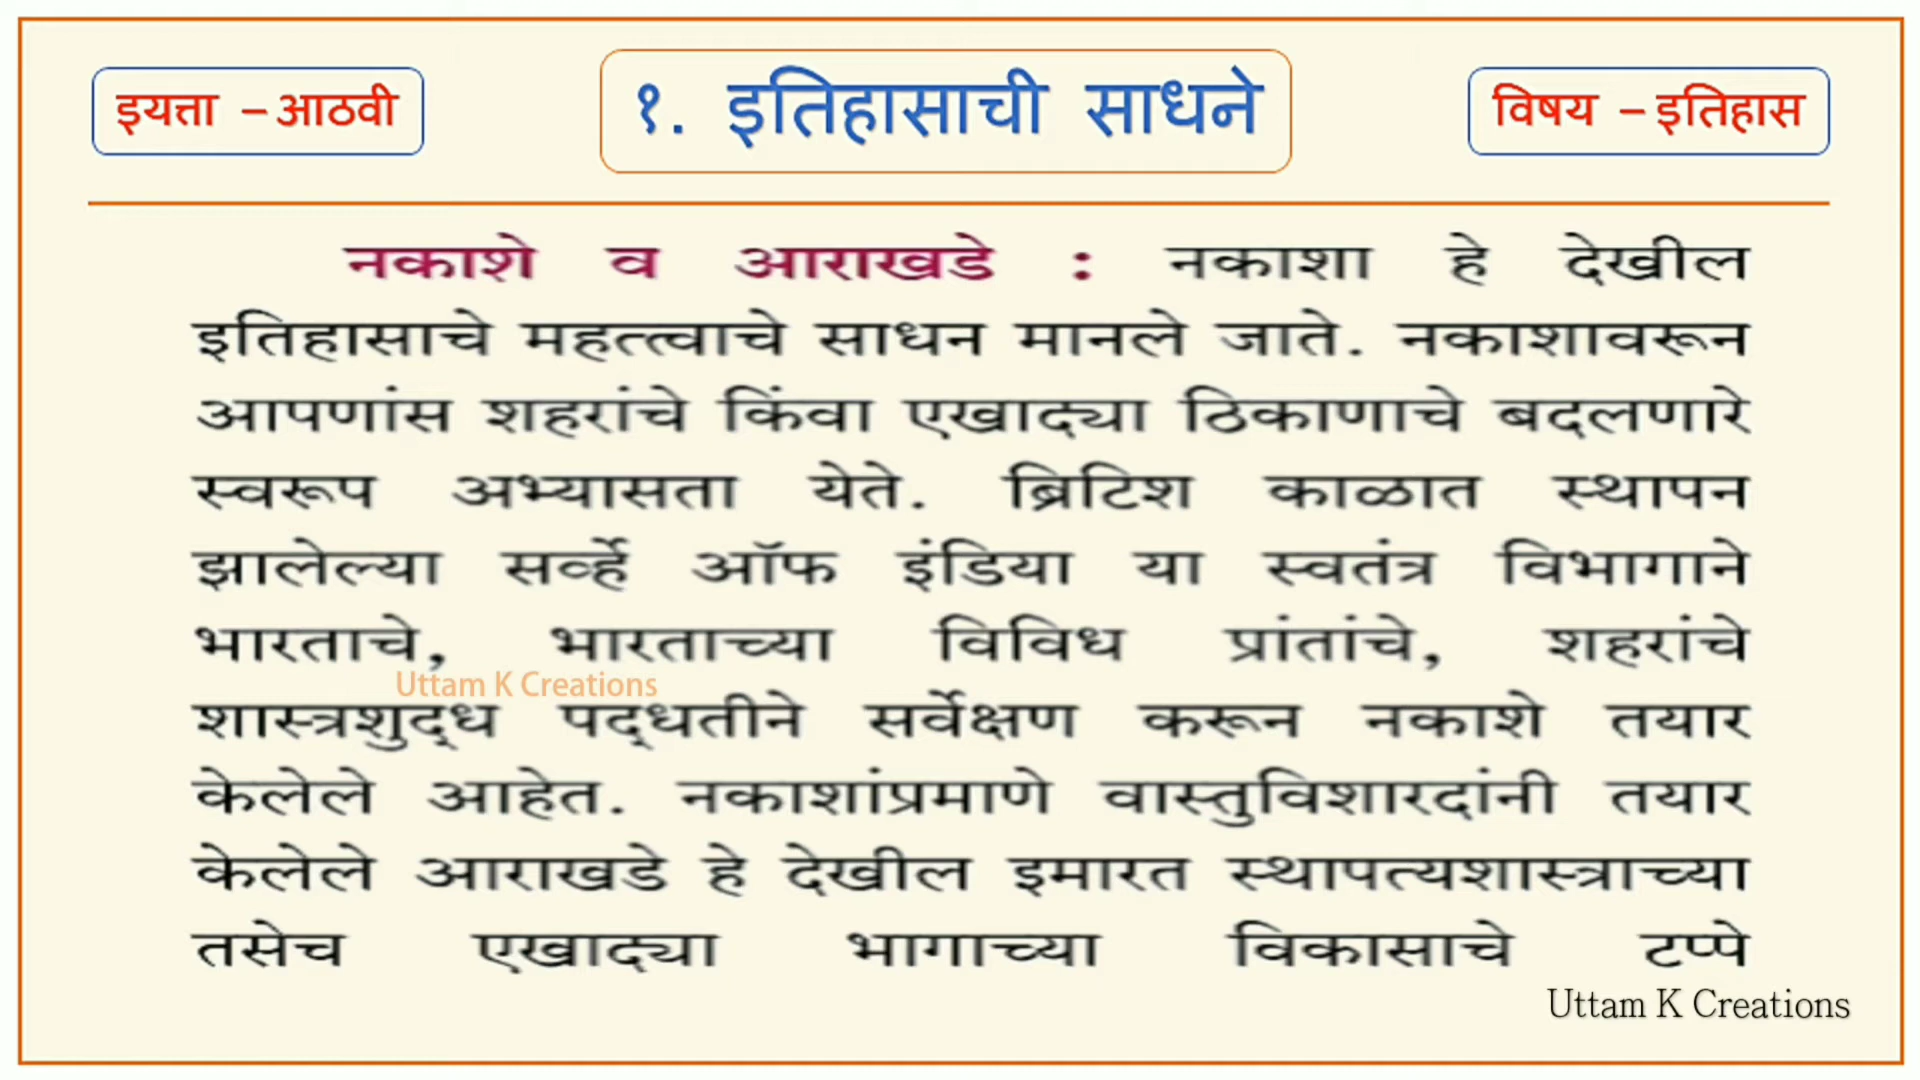 इयत्ता – आठवी
१. इतिहासाची साधने
विषय – इतिहास
नकाशे व आराखडे : नकाशा हे देखील
इतिहासाचे महत्त्वाचे साधन मानले जाते. नकाशावरून
आपणांस शहरांचे किंवा एखाद्या ठिकाणाचे बदलणारे
स्वरूप अभ्यासता येते. ब्रिटिश काळात स्थापन
झालेल्या सर्व्हे ऑफ इंडिया या स्वतंत्र विभागाने
भारताचे, भारताच्या विविध प्रांतांचे, शहरांचे
Uttam K Creations
शास्त्रशुद्ध पद्धतीने सर्वेक्षण करून नकाशे तयार
केलेले आहेत. नकाशांप्रमाणे वास्तुविशारदांनी तयार
केलेले आराखडे हे देखील इमारत स्थापत्यशास्त्राच्या
तसेच एखाद्या भागाच्या विकासाचे टप्पे
Uttam K Creations